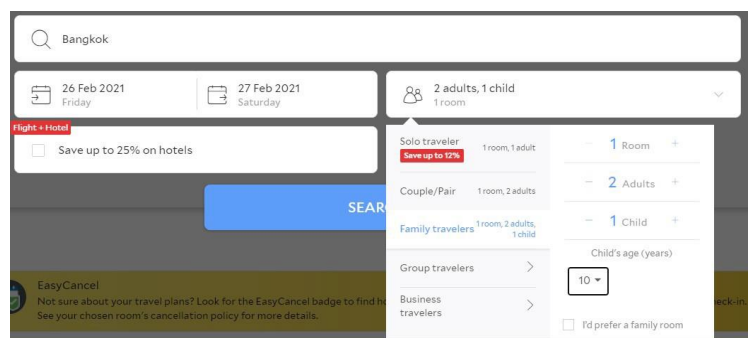 Bangkok
26 Feb 2021
Friday
27 Feb 2021
Saturday
2 adults, 1 child
1 room
Flight + Hotel
Save up to 25% on hotels
SEAR
Solo traveler
Save up to 12%
1 room, 1 adult
Couple/Pair
1 room, 2 adults
Family travelers
1 room, 2 adults,
1 child
Group travelers
Business
travelers
− 1 Room +
− 2 Adults +
− 1 Child +
Child's age (years)
10
I'd prefer a family room
EasyCancel
Not sure about your travel plans? Look for the EasyCancel badge to find ho
eck-in.
See your chosen room's cancellation policy for more details.